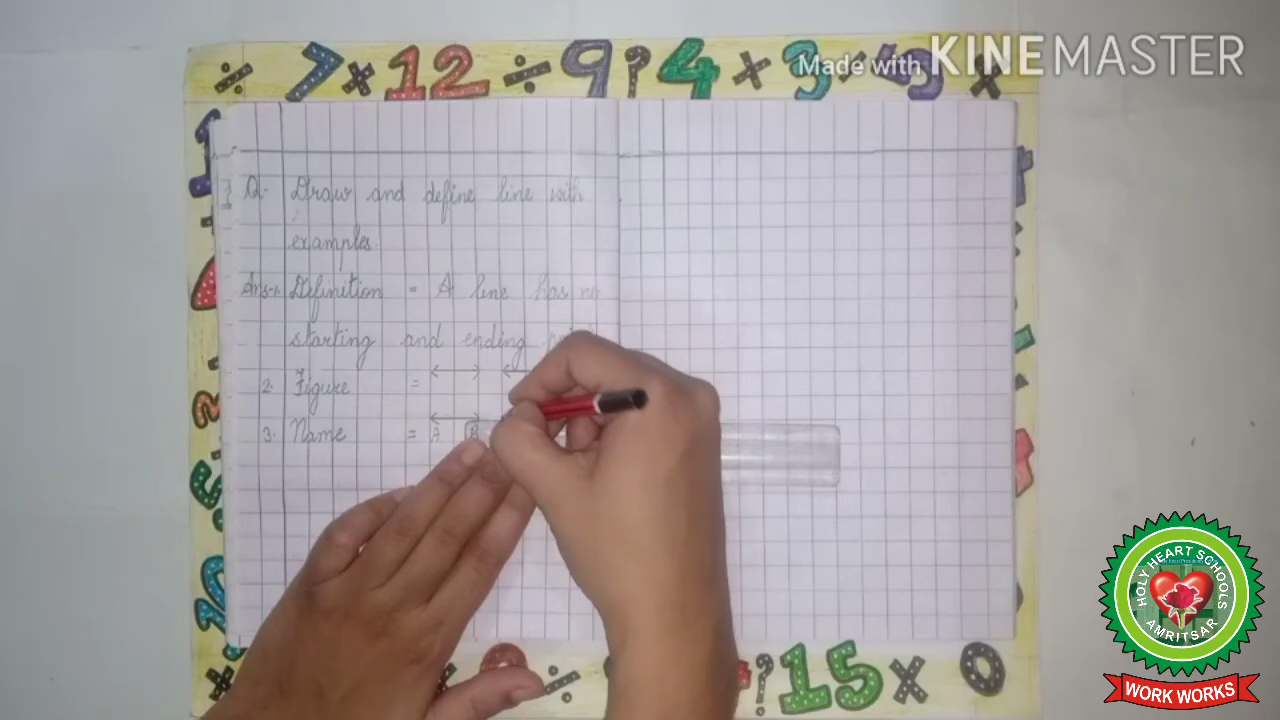 Made with KINEMASTER
÷ 7 × 12 ÷ 9 ? 4 × 3 × 9 ×
Q- Draw and define line with
examples.
Ans-1. Definition = A line has no
starting and ending
2. Figure =
3. Name = A B
÷ ? 15 × 0
HOLY HEART SCHOOLS
AMRITSAR
WORK WORKS